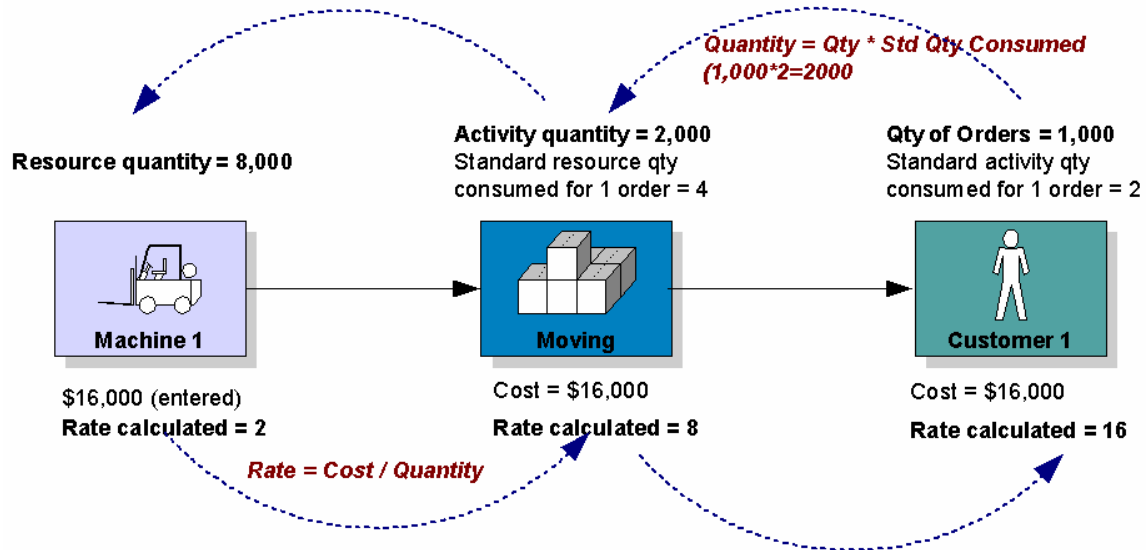 Quantity = Qty * Std Qty Consumed
(1,000*2=2000
Resource quantity = 8,000
Activity quantity = 2,000
Standard resource qty
consumed for 1 order = 4
Qty of Orders = 1,000
Standard activity qty
consumed for 1 order = 2
Machine 1
Moving
Customer 1
$16,000 (entered)
Rate calculated = 2
Cost = $16,000
Rate calculated = 8
Cost = $16,000
Rate calculated = 16
Rate = Cost / Quantity